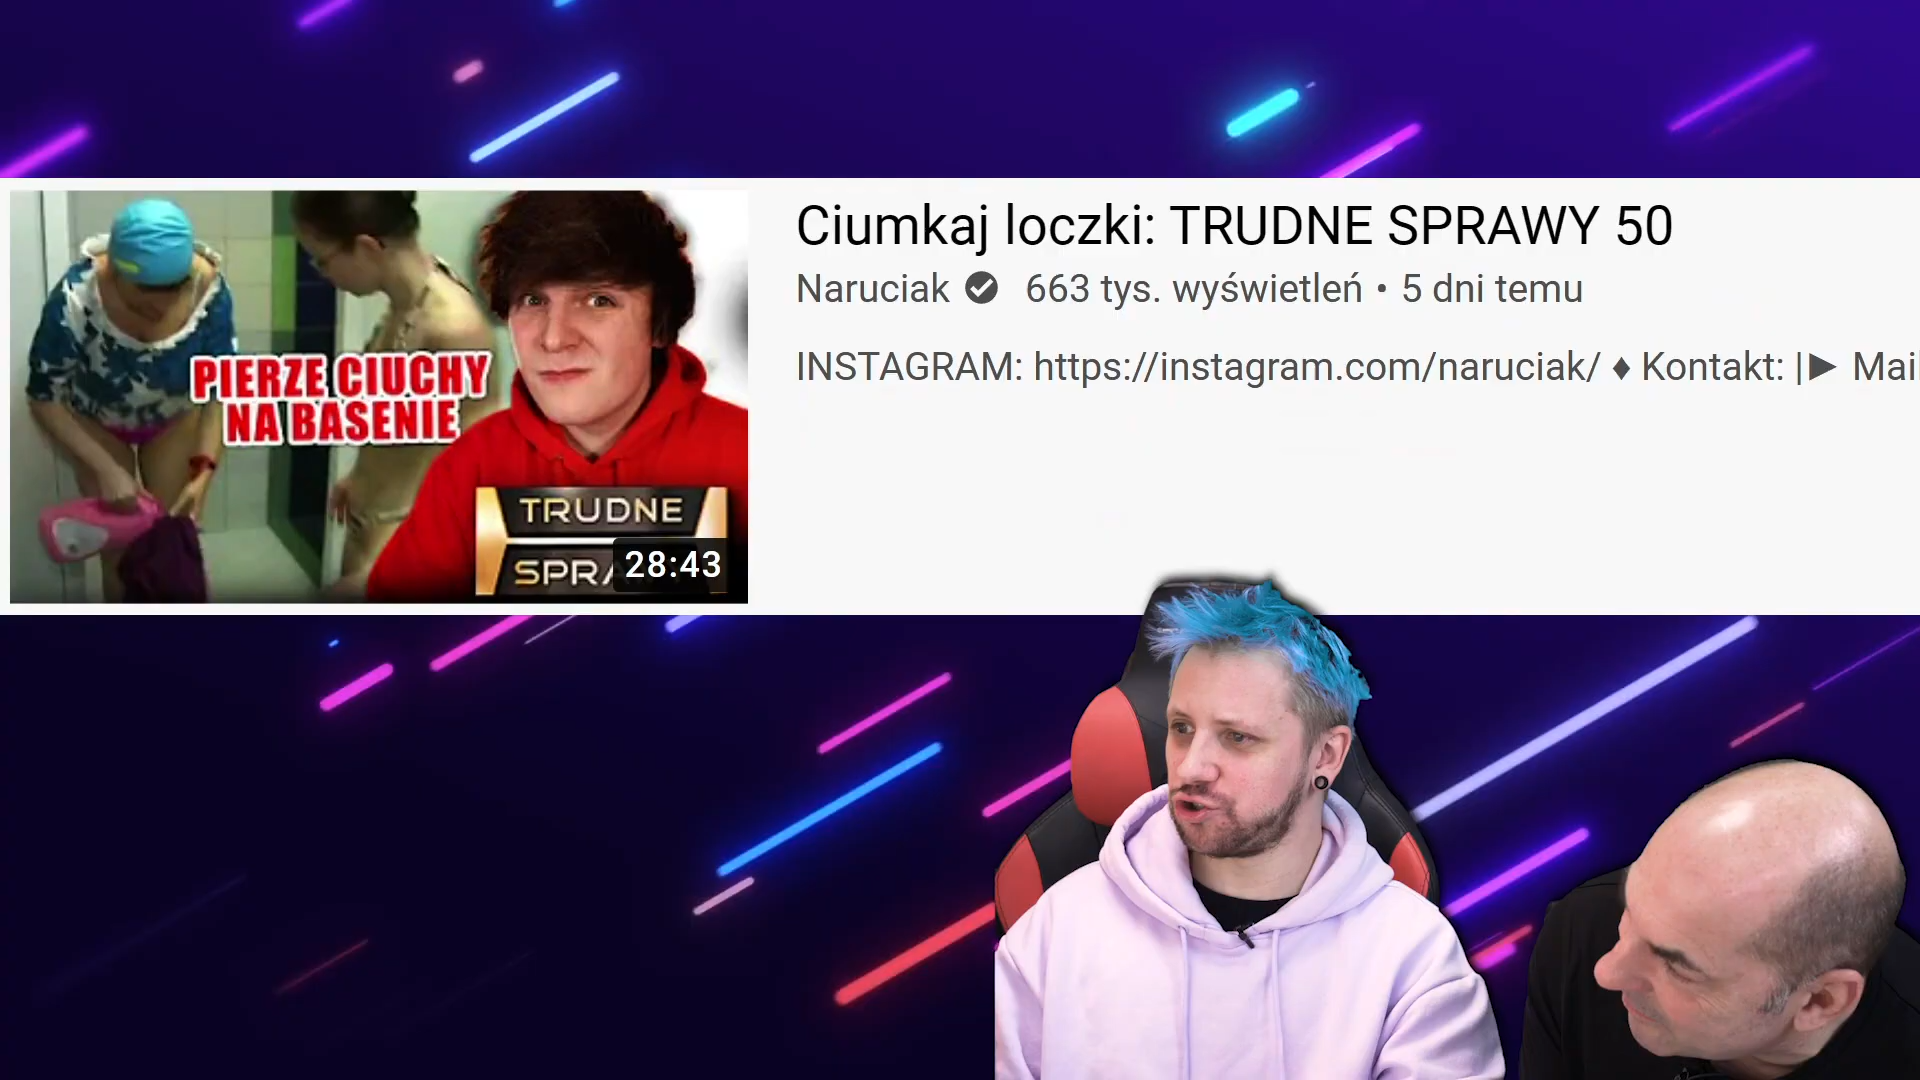 Ciumkaj loczki: TRUDNE SPRAWY 50
Naruciak 663 tys. wyświetleń • 5 dni temu
INSTAGRAM: https://instagram.com/naruciak/ ♦ Kontakt: |► Mail
PIERZE CIUCHY
NA BASENIE
TRUDNE
SPRA
28:43